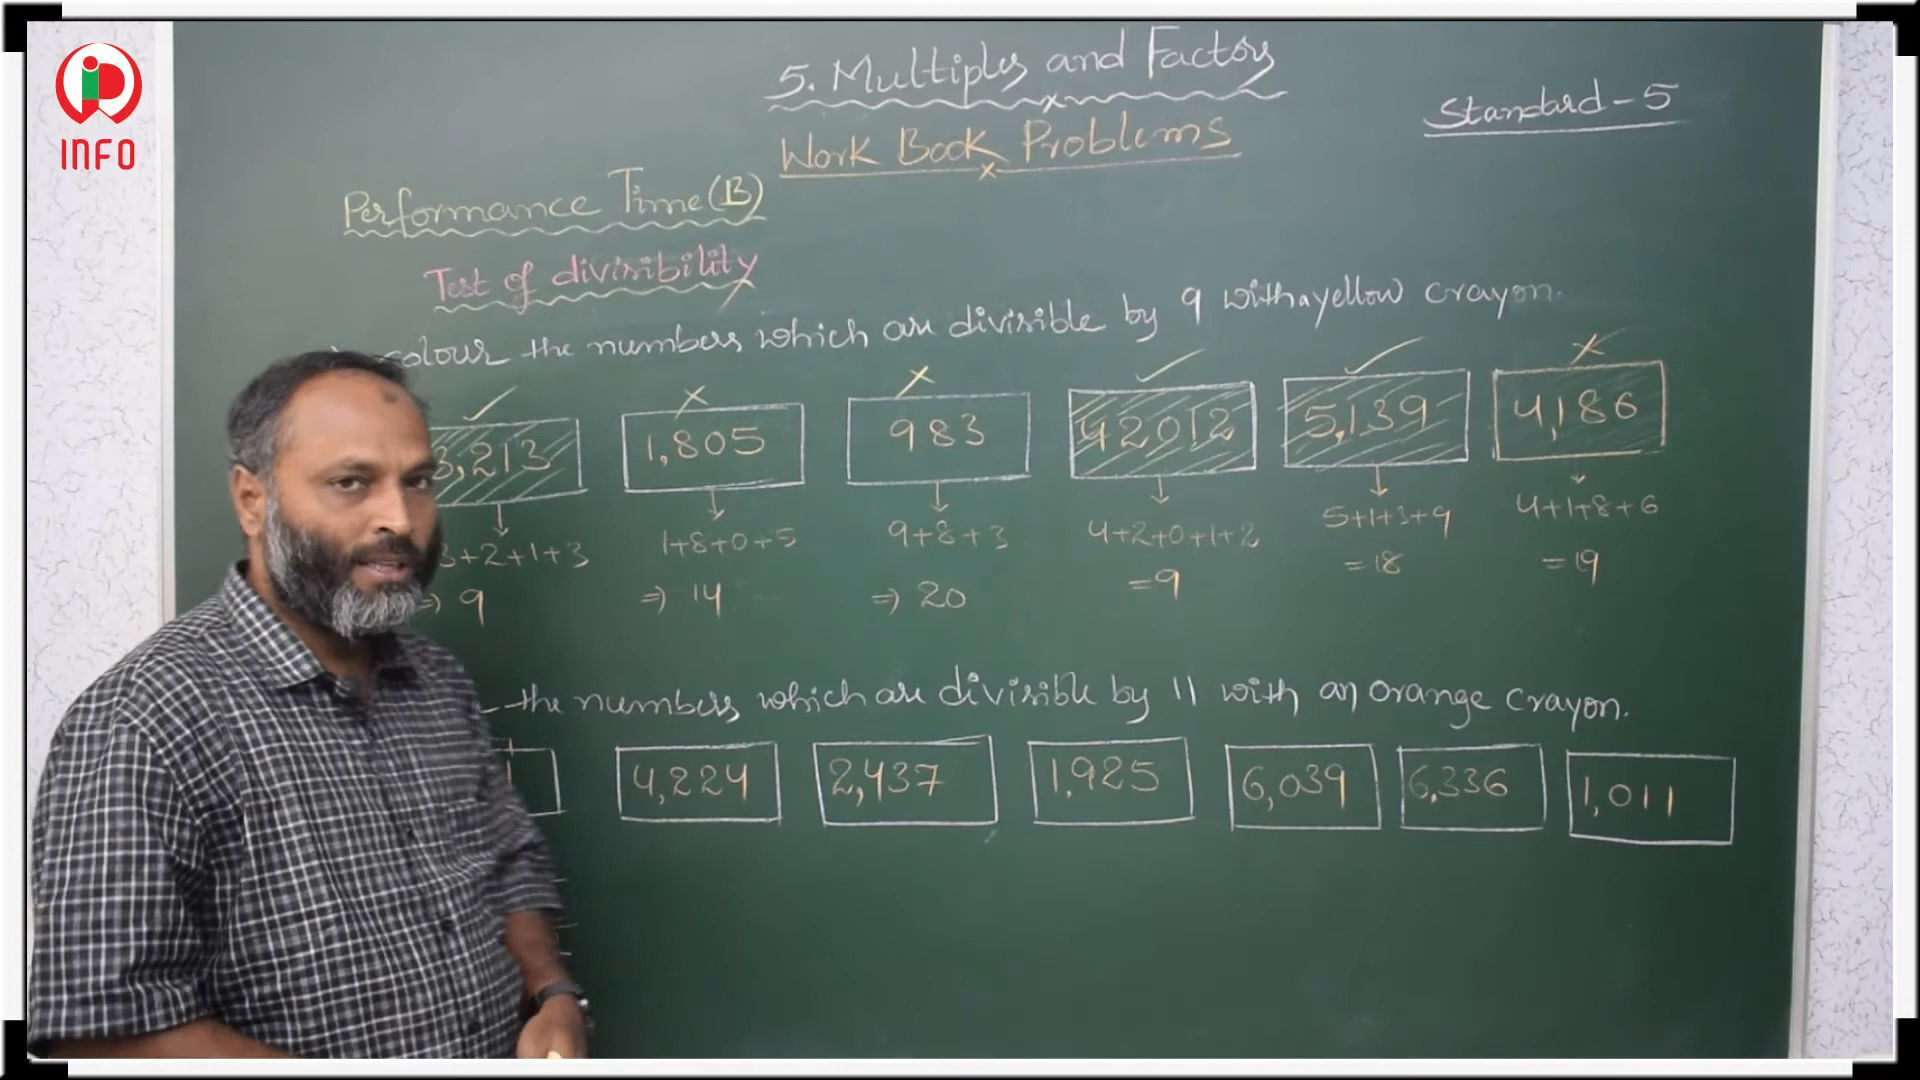 INFO
5. Multiples and Factors
Standard - 5
Work Book Problems
Performance Time (B)
Test of divisibility
colour the numbers which are divisible by 9 with a yellow crayon.
✓ × × ✓ ✓ ×
3,213 1,805 983 42012 5,139 4,186
3+2+1+3 1+8+0+5 9+8+3 4+2+0+1+2 5+1+3+9 4+1+8+6
⇒ 9 ⇒ 14 ⇒ 20 = 9 = 18 = 19
the numbers which are divisible by 11 with an orange crayon.
4,224 2,437 1,925 6,039 6,336 1,011